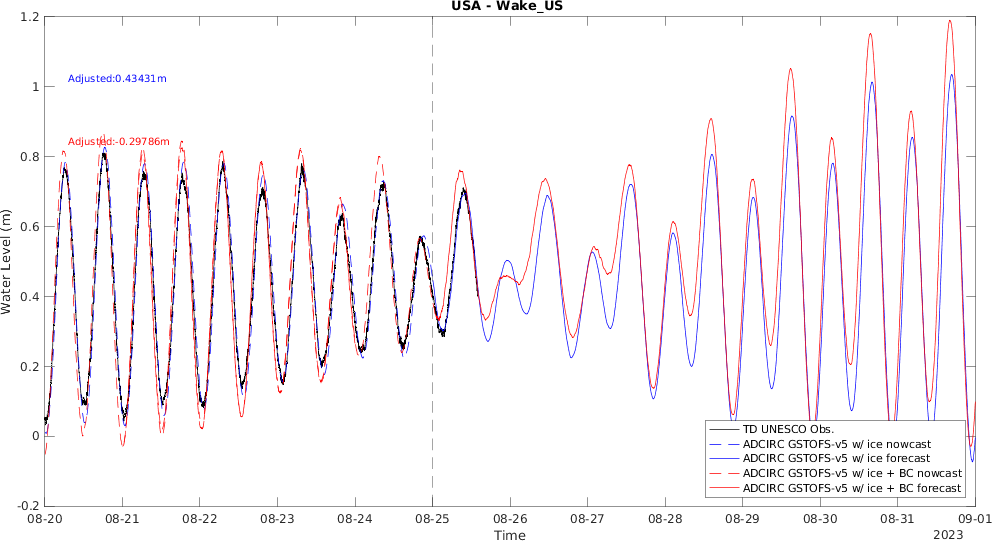 USA - Wake_US
1.2
1
0.8
0.6
0.4
0.2
0
-0.2
Water Level (m)
Adjusted:0.43431m
Adjusted:-0.29786m
TD UNESCO Obs.
ADCIRC GSTOFS-v5 w/ ice nowcast
ADCIRC GSTOFS-v5 w/ ice forecast
ADCIRC GSTOFS-v5 w/ ice + BC nowcast
ADCIRC GSTOFS-v5 w/ ice + BC forecast
08-20 08-21 08-22 08-23 08-24 08-25 08-26 08-27 08-28 08-29 08-30 08-31 09-01
Time
2023